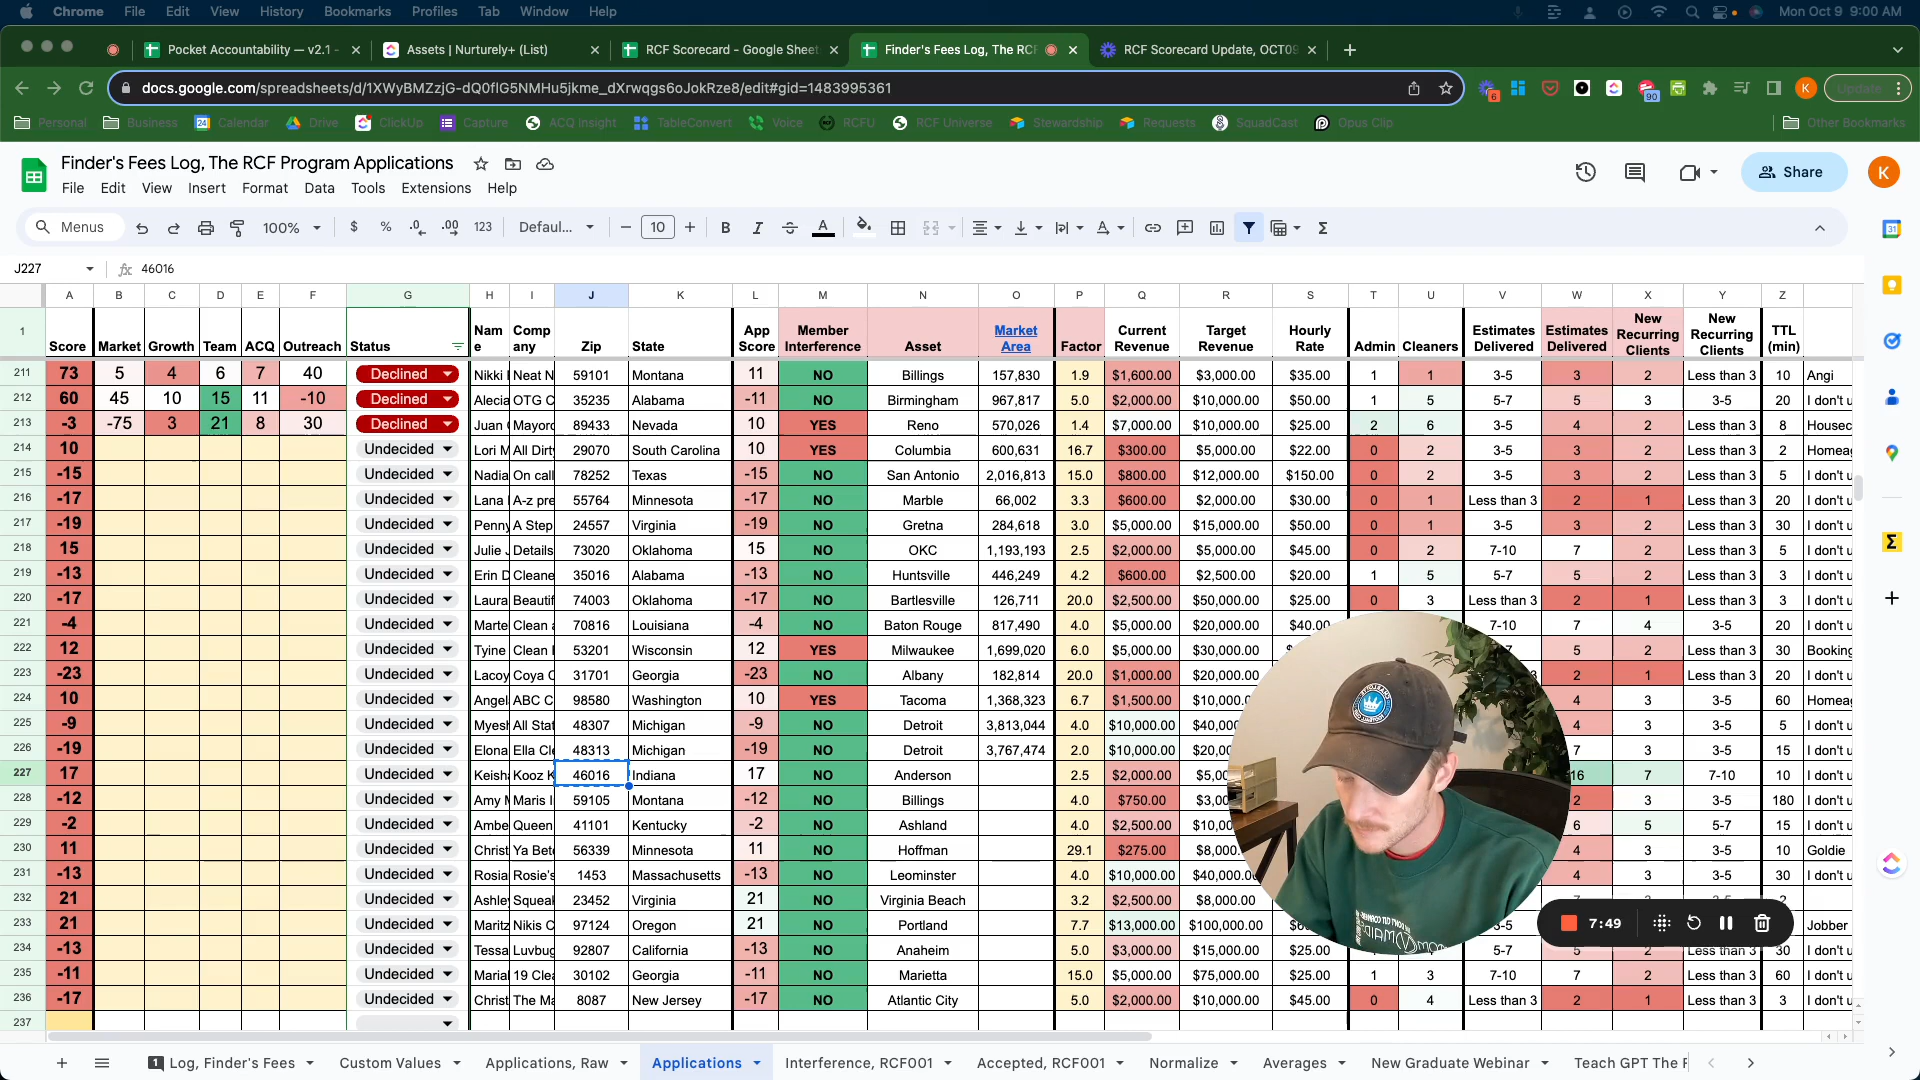 Chrome File Edit View History Bookmarks Profiles Tab Window Help Mon Oct 9 9:00 AM
Pocket Accountability — v2.1 - Assets | Nurturely+ (List) RCF Scorecard - Google Sheet Finder's Fees Log, The RCF RCF Scorecard Update, OCT09
docs.google.com/spreadsheets/d/1XWyBMZzjG-dQ0flG5NMHu5jkme_dXrwqgs6oJokRze8/edit#gid=1483995361 6 90 K Update
Personal Business Calendar Drive ClickUp Capture ACQ Insight TableConvert Voice RCFU RCF Universe Stewardship Requests SquadCast Opus Clip Other Bookmarks
Finder's Fees Log, The RCF Program Applications
File Edit View Insert Format Data Tools Extensions Help Share K
Menus 100% $ % .0 .00 123 Defaul... 10 B I A Σ
J227 fx 46016
A B C D E F G H I J K L M N O P Q R S T U V W X Y Z
1 Score Market Growth Team ACQ Outreach Status Name Company Zip State App Score Member Interference Asset Market Area Factor Current Revenue Target Revenue Hourly Rate Admin Cleaners Estimates Delivered Estimates Delivered New Recurring Clients New Recurring Clients TTL (min)
211 73 5 4 6 7 40 Declined Nikki Neat N 59101 Montana 11 NO Billings 157,830 1.9 $1,600.00 $3,000.00 $35.00 1 1 3-5 3 2 Less than 3 10 Angi
212 60 45 10 15 11 -10 Declined Alecia OTG C 35235 Alabama -11 NO Birmingham 967,817 5.0 $2,000.00 $10,000.00 $50.00 1 5 5-7 5 3 3-5 20 I don't u
213 -3 -75 3 21 8 30 Declined Juan Mayor 89433 Nevada 10 YES Reno 570,026 1.4 $7,000.00 $10,000.00 $25.00 2 6 3-5 4 2 Less than 3 8 Housec
214 10 Undecided Lori M All Dirt 29070 South Carolina 10 YES Columbia 600,631 16.7 $300.00 $5,000.00 $22.00 0 2 3-5 3 2 Less than 3 2 Homeag
215 -15 Undecided Nadia On call 78252 Texas -15 NO San Antonio 2,016,813 15.0 $800.00 $12,000.00 $150.00 0 2 3-5 3 2 Less than 3 5 I don't u
216 -17 Undecided Lana A-z pre 55764 Minnesota -17 NO Marble 66,002 3.3 $600.00 $2,000.00 $30.00 0 1 Less than 3 2 1 Less than 3 20 I don't u
217 -19 Undecided Penny A Step 24557 Virginia -19 NO Gretna 284,618 3.0 $5,000.00 $15,000.00 $50.00 0 1 3-5 3 2 Less than 3 30 I don't u
218 15 Undecided Julie Details 73020 Oklahoma 15 NO OKC 1,193,193 2.5 $2,000.00 $5,000.00 $45.00 0 2 7-10 7 2 Less than 3 5 I don't u
219 -13 Undecided Erin D Cleane 35016 Alabama -13 NO Huntsville 446,249 4.2 $600.00 $2,500.00 $20.00 1 5 5-7 5 2 Less than 3 3 I don't u
220 -17 Undecided Laura Beautif 74003 Oklahoma -17 NO Bartlesville 126,711 20.0 $2,500.00 $50,000.00 $25.00 0 3 Less than 3 2 1 Less than 3 3 I don't u
221 -4 Undecided Marte Clean 70816 Louisiana -4 NO Baton Rouge 817,490 4.0 $5,000.00 $20,000.00 $40.00 7-10 7 4 3-5 20 I don't u
222 12 Undecided Tyine Clean 53201 Wisconsin 12 YES Milwaukee 1,699,020 6.0 $5,000.00 $30,000.00 5 2 Less than 3 30 Booking
223 -23 Undecided Lacoy Coya C 31701 Georgia -23 NO Albany 182,814 20.0 $1,000.00 $20,000.00 2 1 Less than 3 20 I don't u
224 10 Undecided Angel ABC C 98580 Washington 10 YES Tacoma 1,368,323 6.7 $1,500.00 $10,000. 4 3 3-5 60 Homeag
225 -9 Undecided Myesh All Stat 48307 Michigan -9 NO Detroit 3,813,044 4.0 $10,000.00 $40,00 4 3 3-5 5 I don't u
226 -19 Undecided Elona Ella Cle 48313 Michigan -19 NO Detroit 3,767,474 2.0 $10,000.00 $20,00 7 3 3-5 15 I don't u
227 17 Undecided Keisha Kooz K 46016 Indiana 17 NO Anderson 2.5 $2,000.00 $5,00 16 7 7-10 10 I don't u
228 -12 Undecided Amy M Maris I 59105 Montana -12 NO Billings 4.0 $750.00 $3,00 2 3 3-5 180 I don't u
229 -2 Undecided Ambe Queen 41101 Kentucky -2 NO Ashland 4.0 $2,500.00 $10,00 6 5 5-7 15 I don't u
230 11 Undecided Christ Ya Bet 56339 Minnesota 11 NO Hoffman 29.1 $275.00 $8,000. 4 3 3-5 10 Goldie
231 -13 Undecided Rosia Rosie's 1453 Massachusetts -13 NO Leominster 4.0 $10,000.00 $40,000. 4 3 3-5 30 I don't u
232 21 Undecided Ashley Squeak 23452 Virginia 21 NO Virginia Beach 3.2 $2,500.00 $8,000.00
233 21 Undecided Maritz Nikis C 97124 Oregon 21 NO Portland 7.7 $13,000.00 $100,000.00 3-5 Jobber
7:49
234 -13 Undecided Tessa Luvbug 92807 California -13 NO Anaheim 5.0 $3,000.00 $15,000.00 $25.00 5-7 5 2 Less than 3 30 I don't u
235 -11 Undecided Marial 19 Clea 30102 Georgia -11 NO Marietta 15.0 $5,000.00 $75,000.00 $25.00 1 3 7-10 7 2 Less than 3 60 I don't u
236 -17 Undecided Christ The Ma 8087 New Jersey -17 NO Atlantic City 5.0 $2,000.00 $10,000.00 $45.00 0 4 Less than 3 2 1 Less than 3 3 I don't u
237
1 Log, Finder's Fees Custom Values Applications, Raw Applications Interference, RCF001 Accepted, RCF001 Normalize Averages New Graduate Webinar Teach GPT The